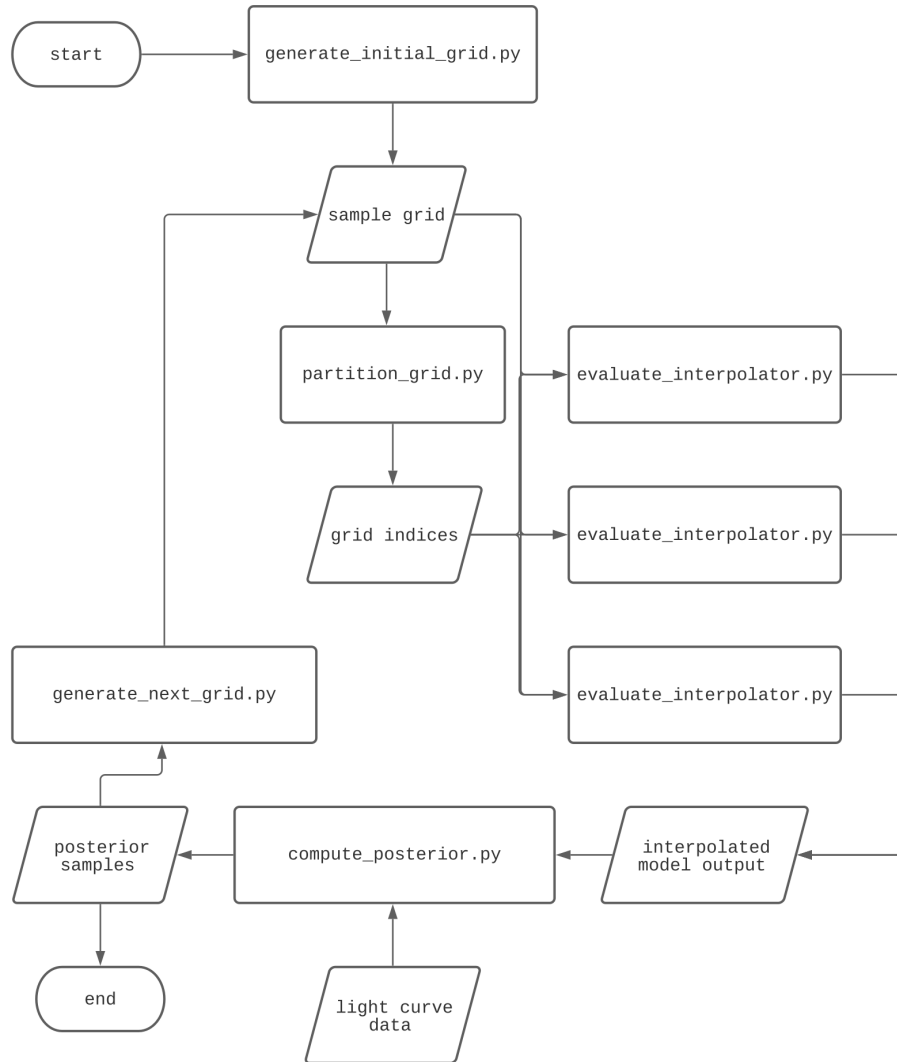 start
generate_initial_grid.py
sample grid
partition_grid.py
evaluate_interpolator.py
grid indices
evaluate_interpolator.py
generate_next_grid.py
evaluate_interpolator.py
posterior
samples
compute_posterior.py
interpolated
model output
end
light curve
data